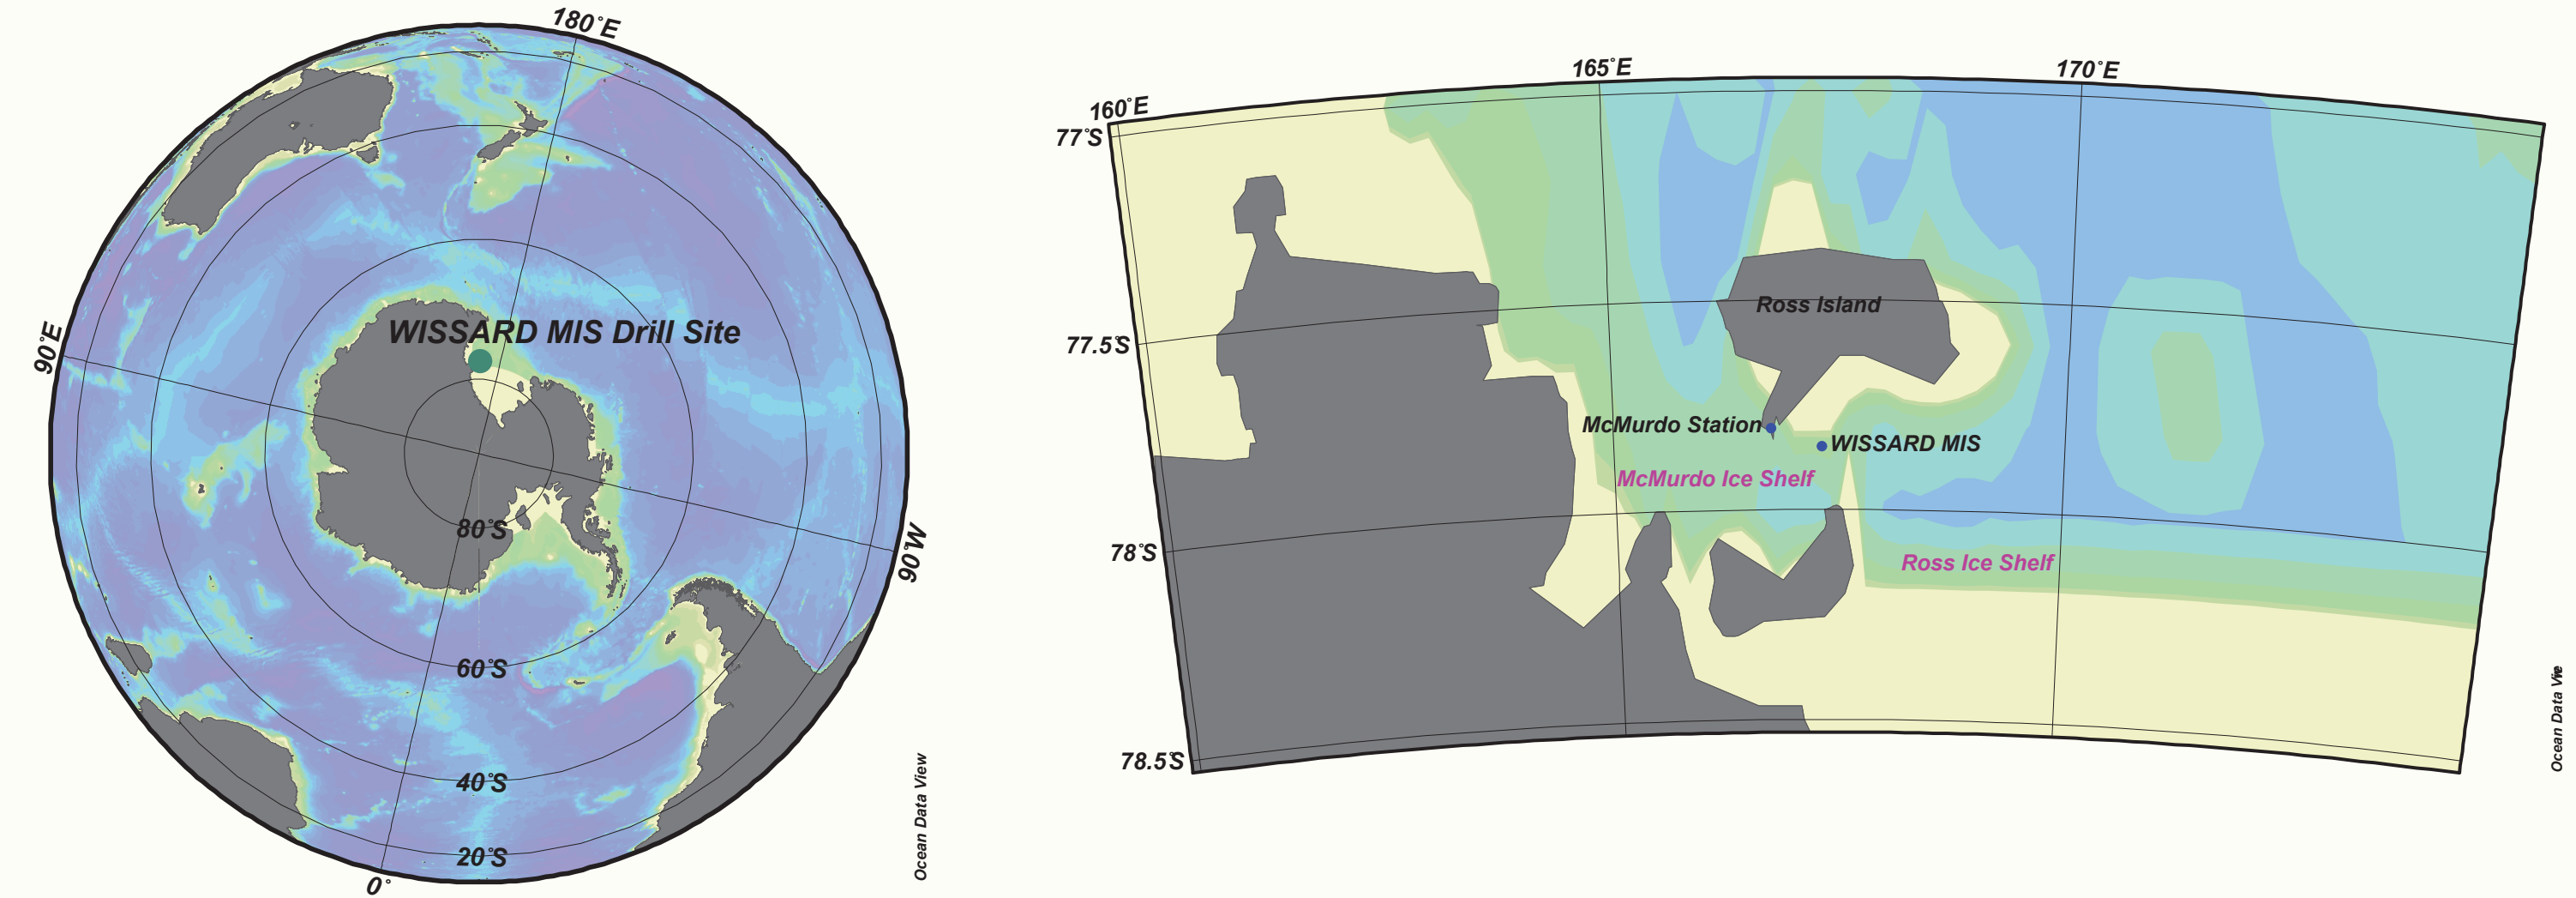 180°E
WISSARD MIS Drill Site
90°E
90°W
80°S
60°S
40°S
20°S
0°
Ocean Data View
160°E
165°E
170°E
77°S
77.5°S
78°S
78.5°S
Ross Island
McMurdo Station
WISSARD MIS
McMurdo Ice Shelf
Ross Ice Shelf
Ocean Data View